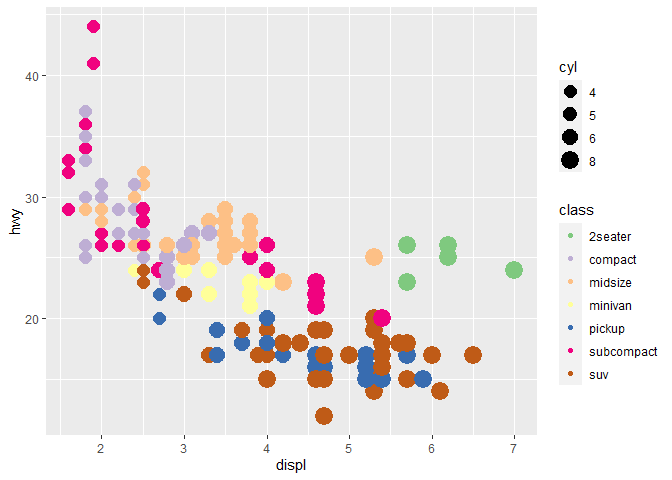 40
30
20
hwy
2
3
4
5
6
7
displ
cyl
4
5
6
8
class
2seater
compact
midsize
minivan
pickup
subcompact
suv